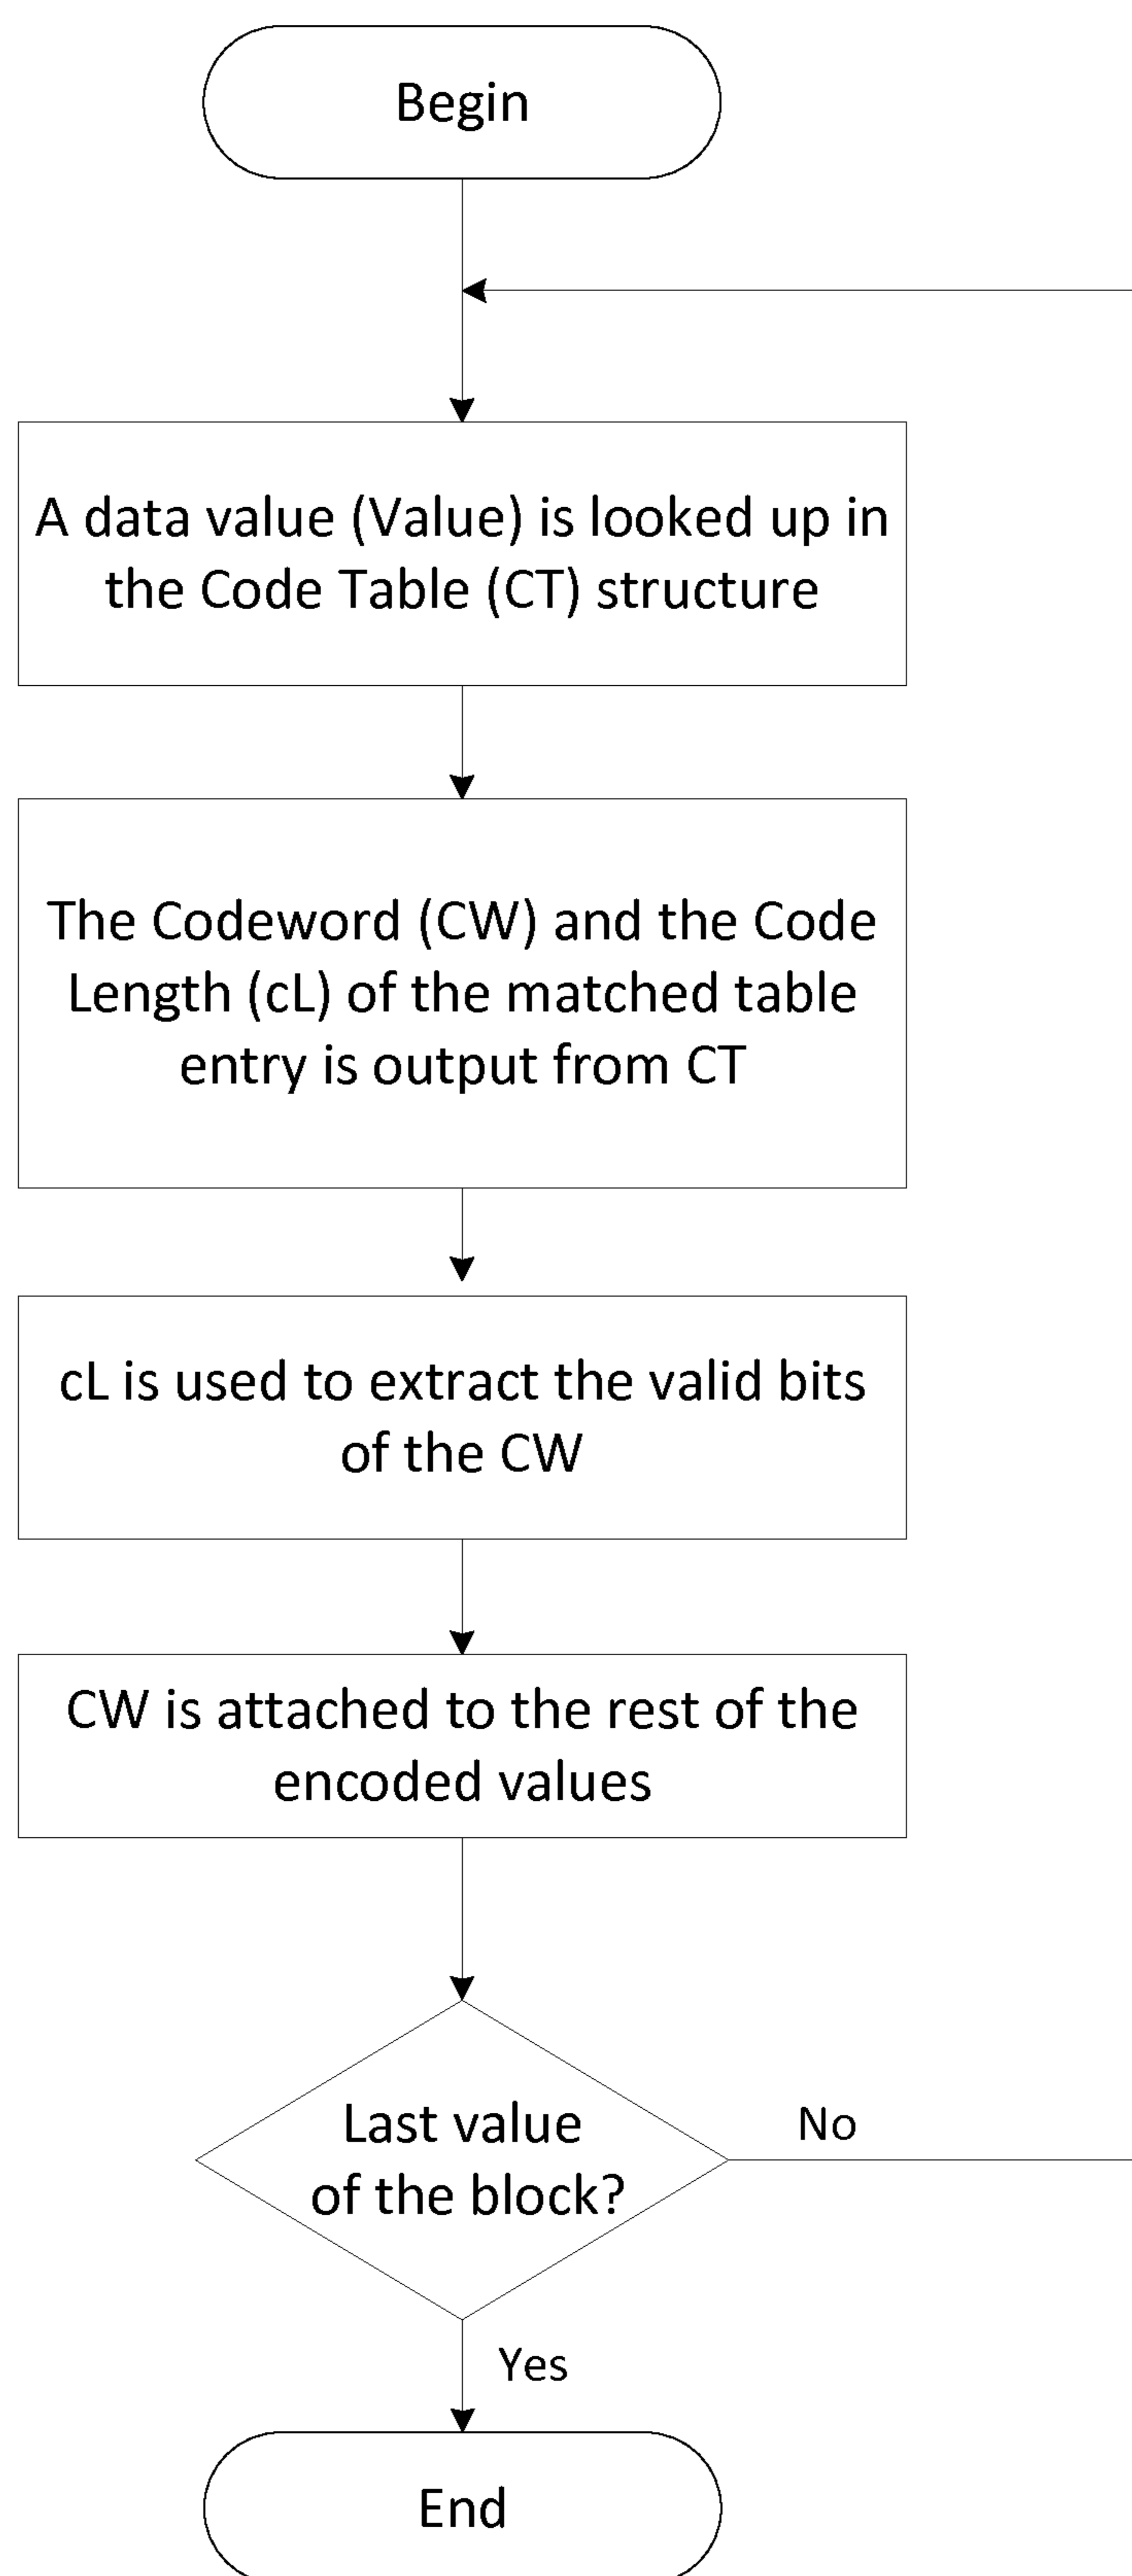 Begin
A data value (Value) is looked up in
the Code Table (CT) structure
The Codeword (CW) and the Code
Length (cL) of the matched table
entry is output from CT
cL is used to extract the valid bits
of the CW
CW is attached to the rest of the
encoded values
Last value
of the block?
No
Yes
End